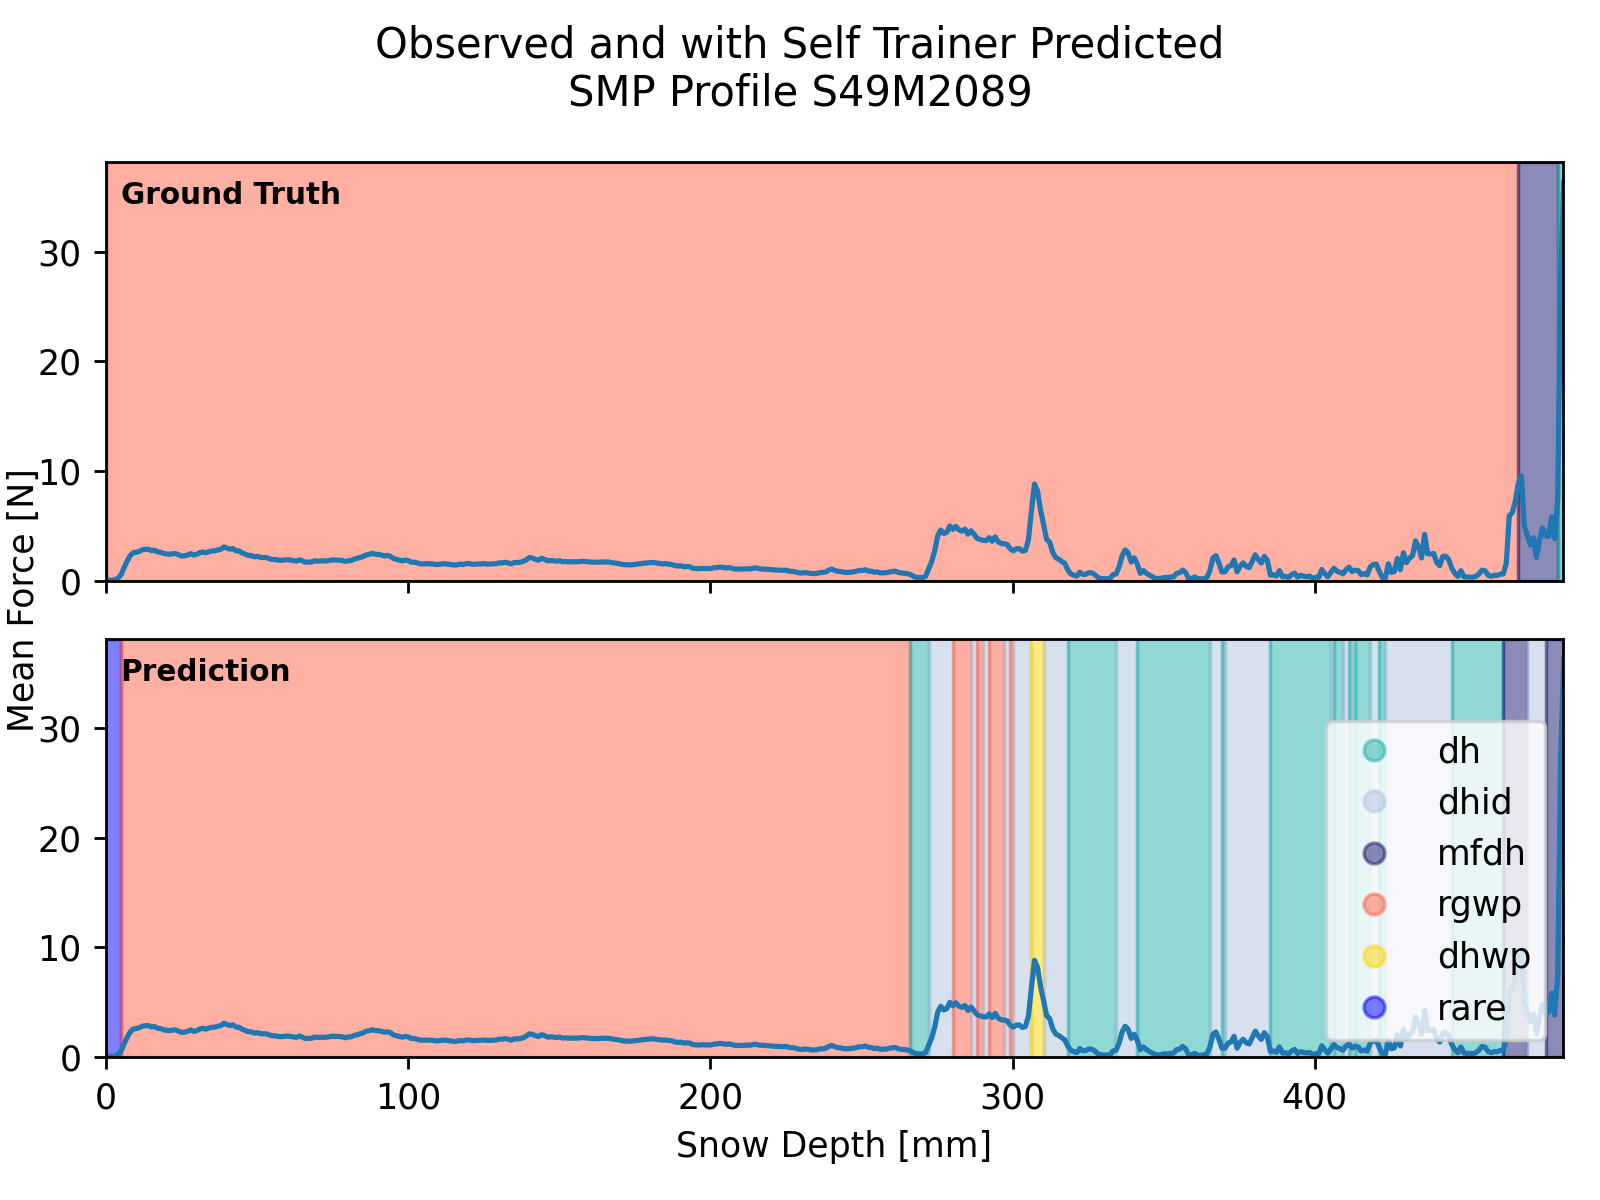 Observed and with Self Trainer Predicted
SMP Profile S49M2089
Ground Truth
30
20
10
0
Mean Force [N]
Prediction
30
20
10
0
dh
dhid
mfdh
rgwp
dhwp
rare
0 100 200 300 400
Snow Depth [mm]